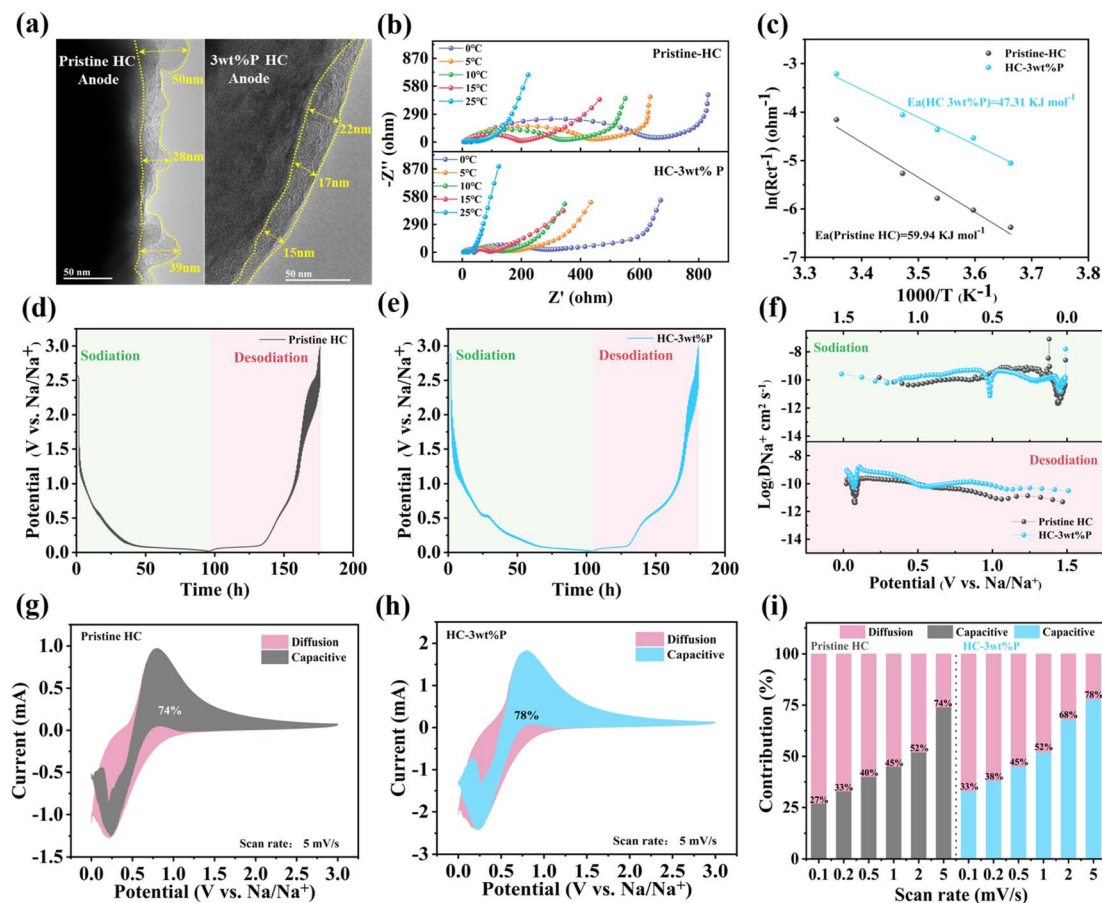 (a)
Pristine HC
Anode
3wt%P HC
Anode
50nm
28nm
39nm
22nm
17nm
15nm
50 nm
50 nm
(b)
Pristine-HC
0℃
5℃
10℃
15℃
25℃
870
580
290
0
HC-3wt% P
0℃
5℃
10℃
15℃
25℃
870
580
290
0
-Z'' (ohm)
0 200 400 600 800
Z' (ohm)
(c)
Pristine-HC
HC-3wt%P
Ea(HC 3wt%P)=47.31 KJ mol⁻¹
Ea(Pristine HC)=59.94 KJ mol⁻¹
-3
-4
-5
-6
-7
ln(Rct⁻¹) (ohm⁻¹)
3.3 3.4 3.5 3.6 3.7 3.8
1000/T (K⁻¹)
(d)
Pristine HC
Sodiation
Desodiation
3.0
2.5
2.0
1.5
1.0
0.5
0.0
Potential (V vs. Na/Na⁺)
0 50 100 150 200
Time (h)
(e)
HC-3wt%P
Sodiation
Desodiation
3.0
2.5
2.0
1.5
1.0
0.5
0.0
Potential (V vs. Na/Na⁺)
0 50 100 150 200
Time (h)
(f)
1.5 1.0 0.5 0.0
Sodiation
-8
-10
-12
-14
Desodiation
-8
-10
-12
-14
Pristine HC
HC-3wt%P
Log(D_Na⁺ cm² s⁻¹)
0.0 0.5 1.0 1.5
Potential (V vs. Na/Na⁺)
(g)
Pristine HC
Diffusion
Capacitive
74%
Scan rate: 5 mV/s
1.0
0.5
0.0
-0.5
-1.0
-1.5
Current (mA)
0.0 0.5 1.0 1.5 2.0 2.5 3.0
Potential (V vs. Na/Na⁺)
(h)
HC-3wt%P
Diffusion
Capacitive
78%
Scan rate: 5 mV/s
2
1
0
-1
-2
-3
Current (mA)
0.0 0.5 1.0 1.5 2.0 2.5 3.0
Potential (V vs. Na/Na⁺)
(i)
Diffusion Capacitive Capacitive
Pristine HC HC-3wt%P
100
75
50
25
0
Contribution (%)
27% 33% 40% 45% 52% 74% 33% 38% 45% 52% 68% 78%
0.1 0.2 0.5 1 2 5 0.1 0.2 0.5 1 2 5
Scan rate (mV/s)